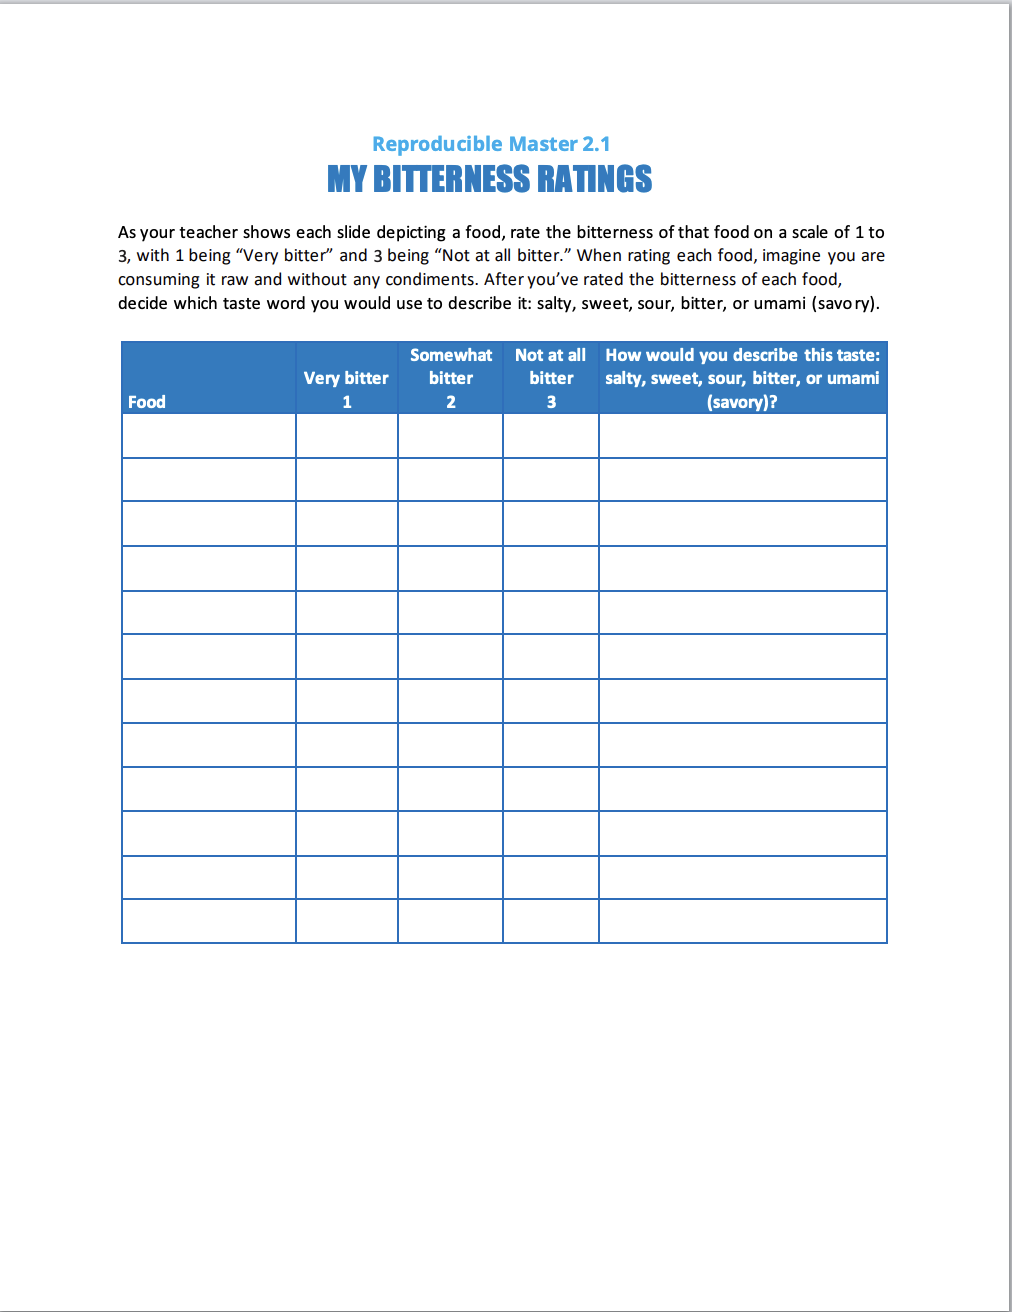 Reproducible Master 2.1
MY BITTERNESS RATINGS
As your teacher shows each slide depicting a food, rate the bitterness of that food on a scale of 1 to
3, with 1 being “Very bitter” and 3 being “Not at all bitter.” When rating each food, imagine you are
consuming it raw and without any condiments. After you’ve rated the bitterness of each food,
decide which taste word you would use to describe it: salty, sweet, sour, bitter, or umami (savory).
Food
Very bitter
1
Somewhat
bitter
2
Not at all
bitter
3
How would you describe this taste:
salty, sweet, sour, bitter, or umami
(savory)?